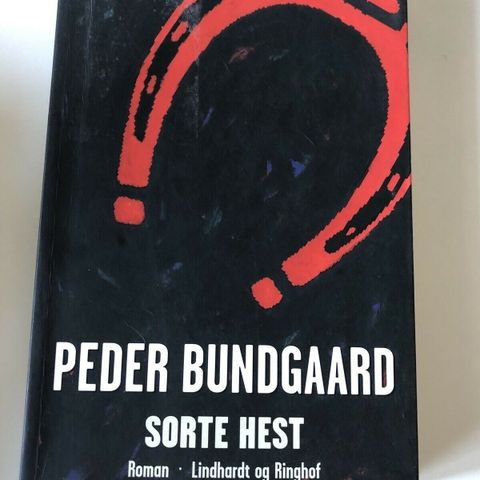 PEDER BUNDGAARD
SORTE HEST
Roman · Lindhardt og Ringhof